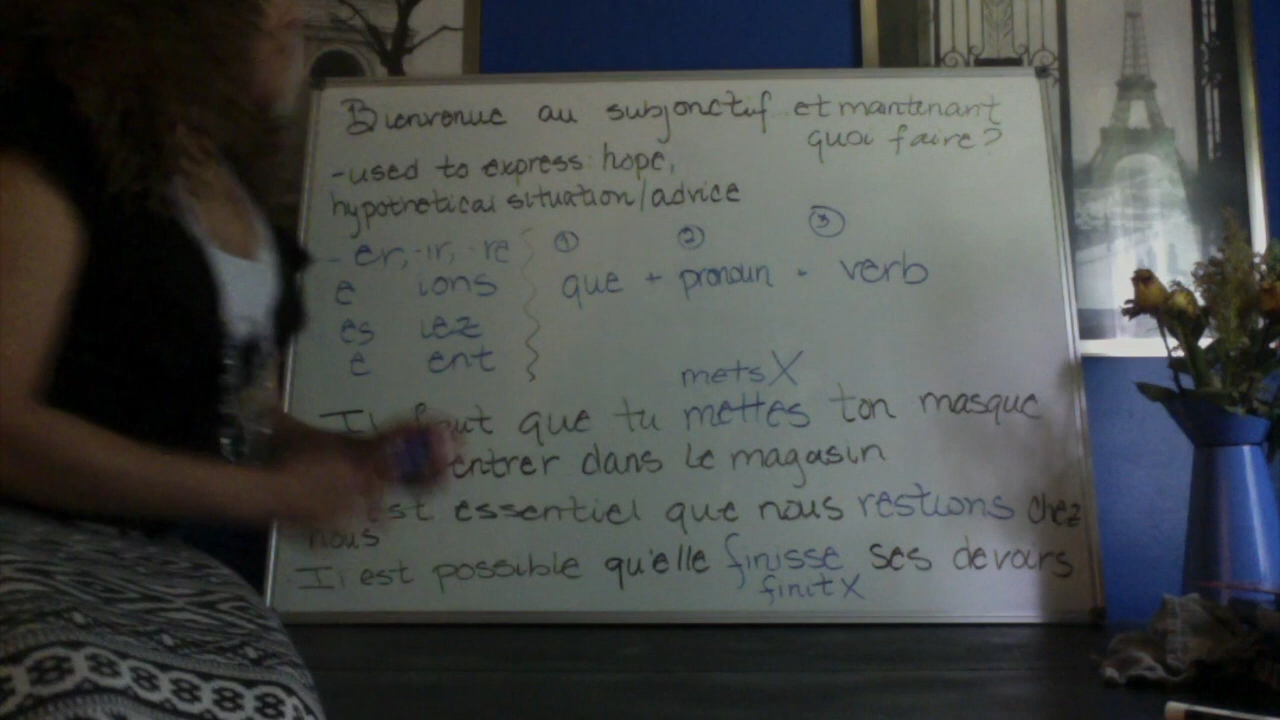 Bienvenue au subjonctif et maintenant
quoi faire?
-used to express: hope,
hypothetical situation/advice
- er, -ir, -re
① ② ③
e ions
que + pronoun + verb
es iez
e ent
mets X
Il faut que tu mettes ton masque
entrer dans le magasin
est essentiel que nous restions chez
nous
Il est possible qu'elle finisse ses devoirs
finit X